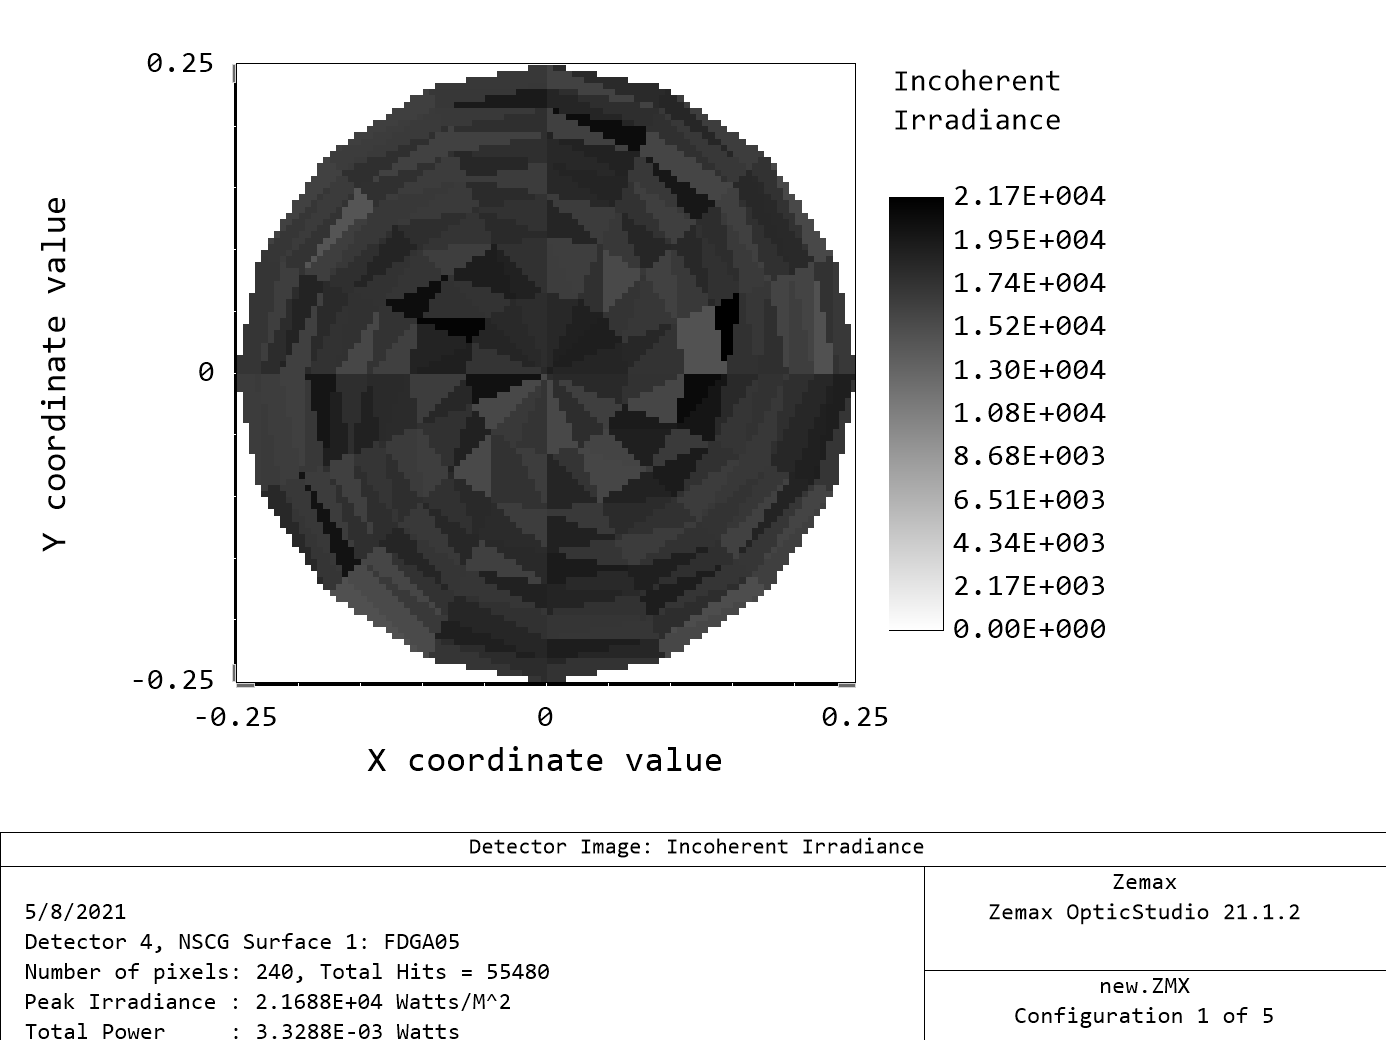 0.25
Incoherent
Irradiance
2.17E+004
1.95E+004
1.74E+004
1.52E+004
1.30E+004
1.08E+004
8.68E+003
6.51E+003
4.34E+003
2.17E+003
0.00E+000
Y coordinate value
0
-0.25
-0.25
0
0.25
X coordinate value
Detector Image: Incoherent Irradiance
5/8/2021
Detector 4, NSCG Surface 1: FDGA05
Number of pixels: 240, Total Hits = 55480
Peak Irradiance : 2.1688E+04 Watts/M^2
Total Power     : 3.3288E-03 Watts
Zemax
Zemax OpticStudio 21.1.2
new.ZMX
Configuration 1 of 5